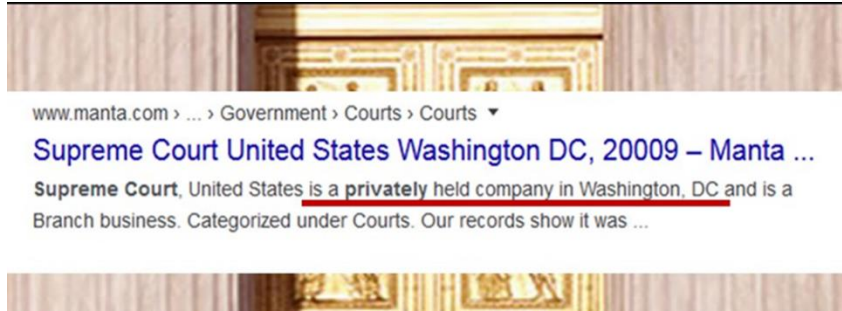 www.manta.com › ... › Government › Courts › Courts ▼
Supreme Court United States Washington DC, 20009 – Manta ...
Supreme Court, United States is a privately held company in Washington, DC and is a
Branch business. Categorized under Courts. Our records show it was ...